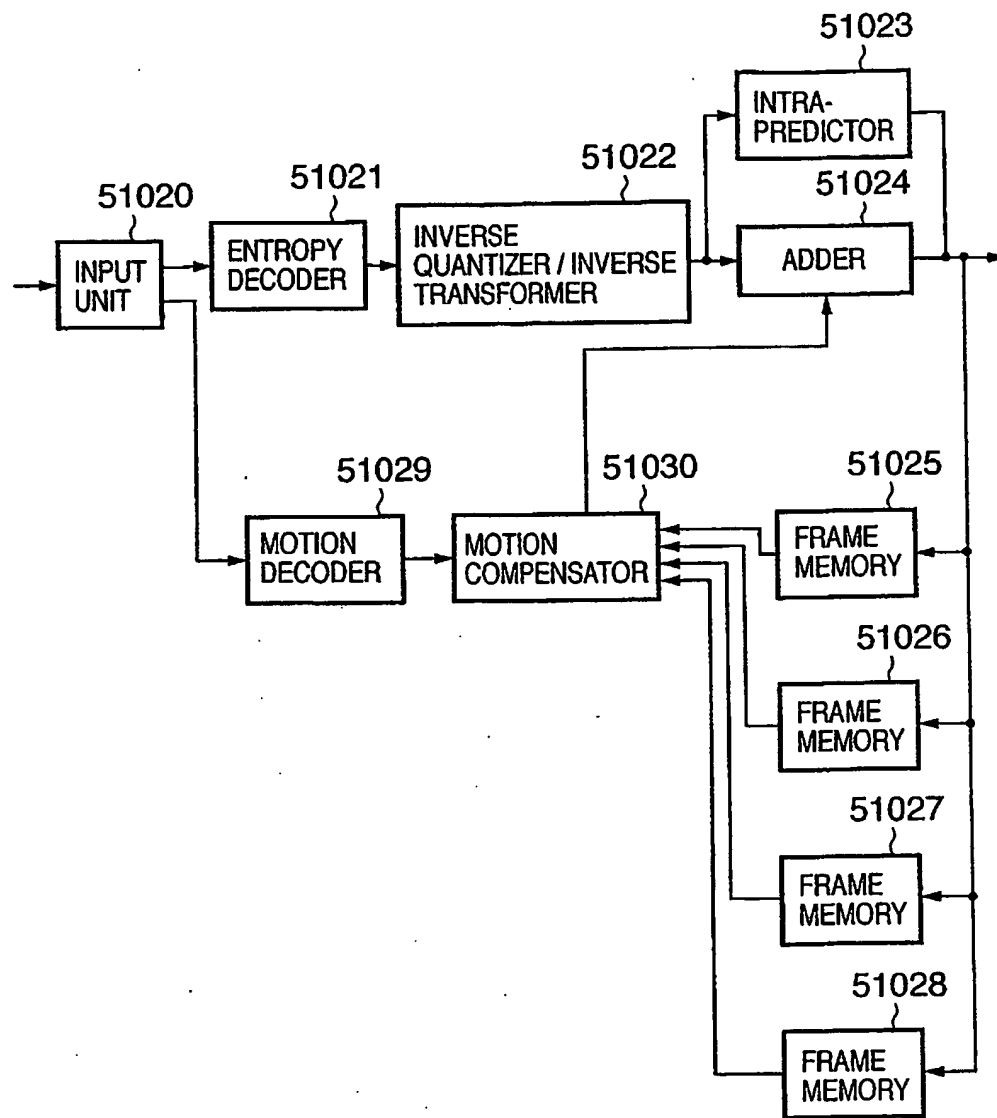 51023
INTRA-
PREDICTOR
51022
51024
51021
51020
INPUT
UNIT
ENTROPY
DECODER
INVERSE
QUANTIZER / INVERSE
TRANSFORMER
ADDER
51029
51030
51025
MOTION
DECODER
MOTION
COMPENSATOR
FRAME
MEMORY
51026
FRAME
MEMORY
51027
FRAME
MEMORY
51028
FRAME
MEMORY